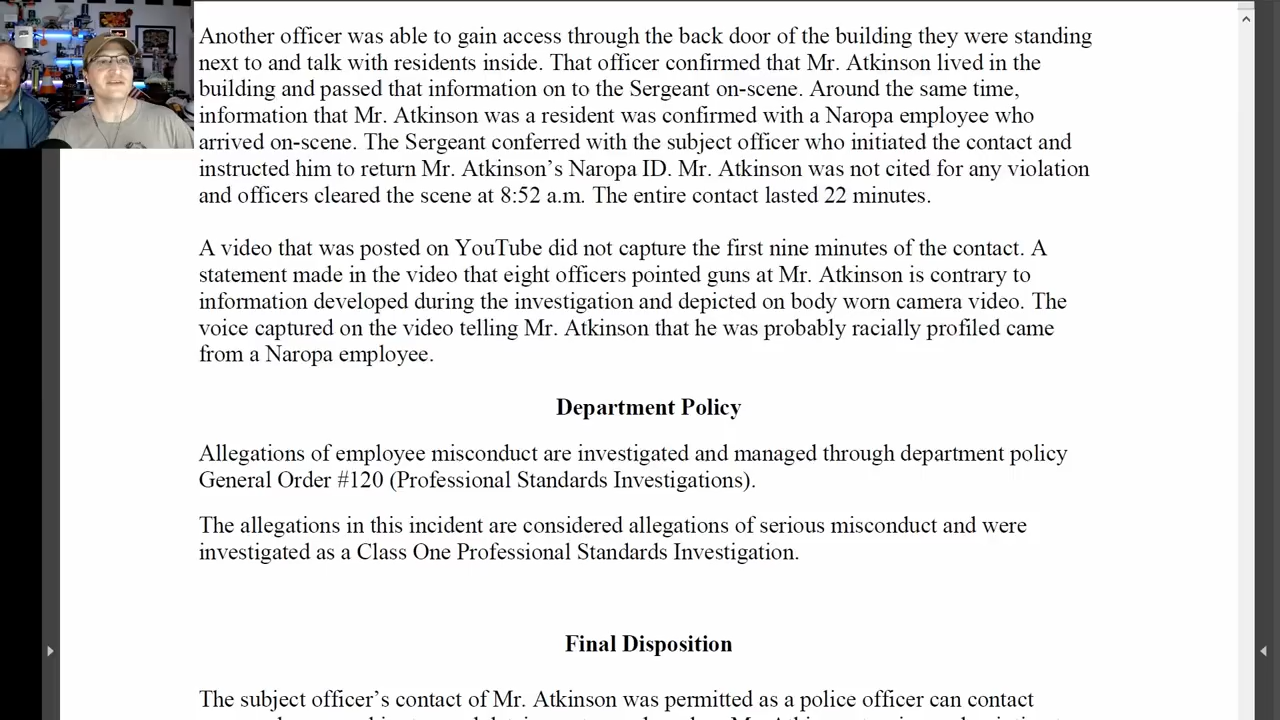 Another officer was able to gain access through the back door of the building they were standing
next to and talk with residents inside. That officer confirmed that Mr. Atkinson lived in the
building and passed that information on to the Sergeant on-scene. Around the same time,
information that Mr. Atkinson was a resident was confirmed with a Naropa employee who
arrived on-scene. The Sergeant conferred with the subject officer who initiated the contact and
instructed him to return Mr. Atkinson’s Naropa ID. Mr. Atkinson was not cited for any violation
and officers cleared the scene at 8:52 a.m. The entire contact lasted 22 minutes.
A video that was posted on YouTube did not capture the first nine minutes of the contact. A
statement made in the video that eight officers pointed guns at Mr. Atkinson is contrary to
information developed during the investigation and depicted on body worn camera video. The
voice captured on the video telling Mr. Atkinson that he was probably racially profiled came
from a Naropa employee.
Department Policy
Allegations of employee misconduct are investigated and managed through department policy
General Order #120 (Professional Standards Investigations).
The allegations in this incident are considered allegations of serious misconduct and were
investigated as a Class One Professional Standards Investigation.
Final Disposition
The subject officer’s contact of Mr. Atkinson was permitted as a police officer can contact